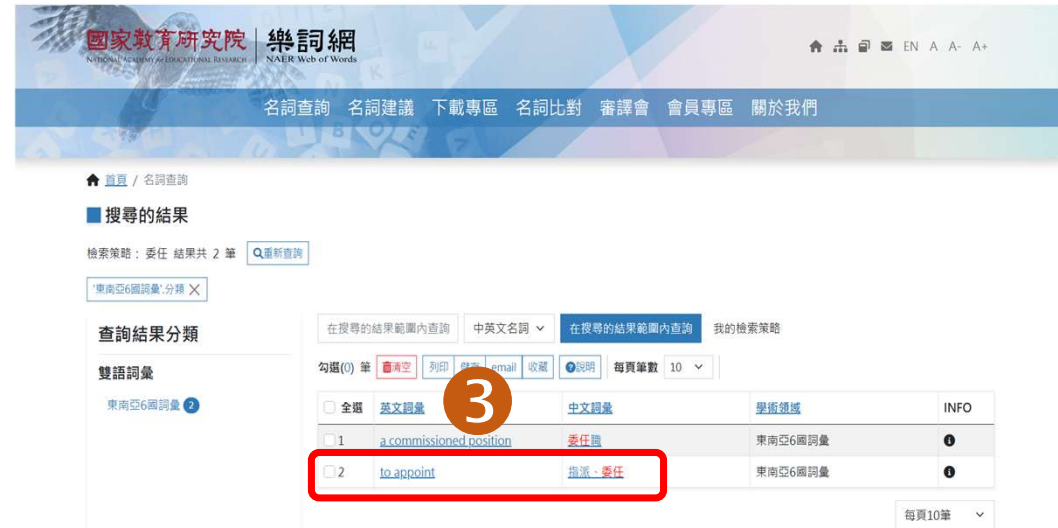 國家教育研究院 樂詞網
NATIONAL ACADEMY for EDUCATIONAL RESEARCH NAER Web of Words
EN A A- A+
名詞查詢 名詞建議 下載專區 名詞比對 審譯會 會員專區 關於我們
首頁 / 名詞查詢
搜尋的結果
檢索策略： 委任 結果共 2 筆 重新查詢
'東南亞6國詞彙'.分類
查詢結果分類
雙語詞彙
東南亞6國詞彙 2
在搜尋的結果範圍內查詢 中英文名詞 在搜尋的結果範圍內查詢 我的檢索策略
勾選(0) 筆 清空 列印 email 收藏 說明 每頁筆數 10
3
全選 英文詞彙 中文詞彙 學術領域 INFO
1 a commissioned position 委任職 東南亞6國詞彙
2 to appoint 指派、委任 東南亞6國詞彙
每頁10筆